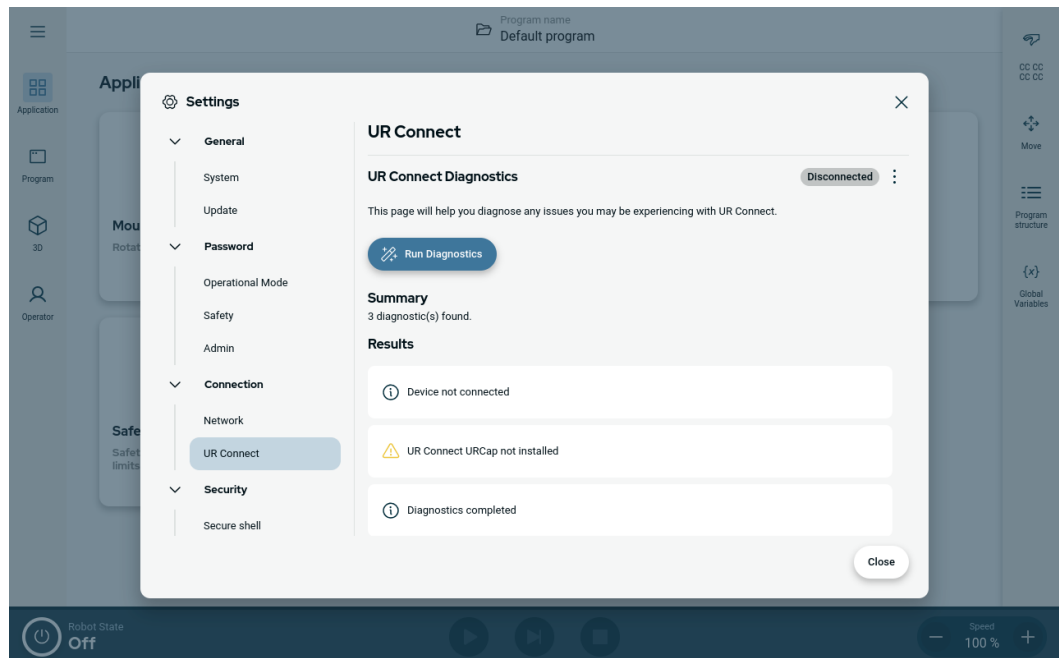 Program name
Default program
Application
Program
3D
Operator
Appli
Mou
Rotat
Safe
Safet
limits
Settings
General
System
Update
Password
Operational Mode
Safety
Admin
Connection
Network
UR Connect
Security
Secure shell
UR Connect
UR Connect Diagnostics
Disconnected
This page will help you diagnose any issues you may be experiencing with UR Connect.
Run Diagnostics
Summary
3 diagnostic(s) found.
Results
Device not connected
UR Connect URCap not installed
Diagnostics completed
Close
CC CC
CC CC
Move
Program
structure
{x}
Global
Variables
Robot State
Off
Speed
100 %